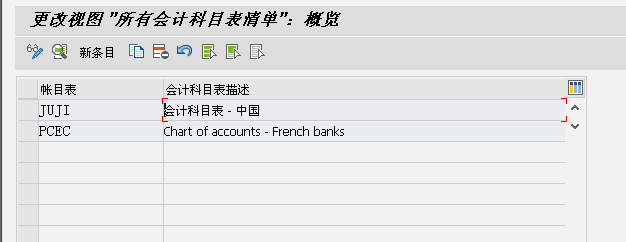 更改视图 "所有会计科目表清单": 概览
新条目
帐目表 会计科目表描述
JUJI 会计科目表 - 中国
PCEC Chart of accounts - French banks